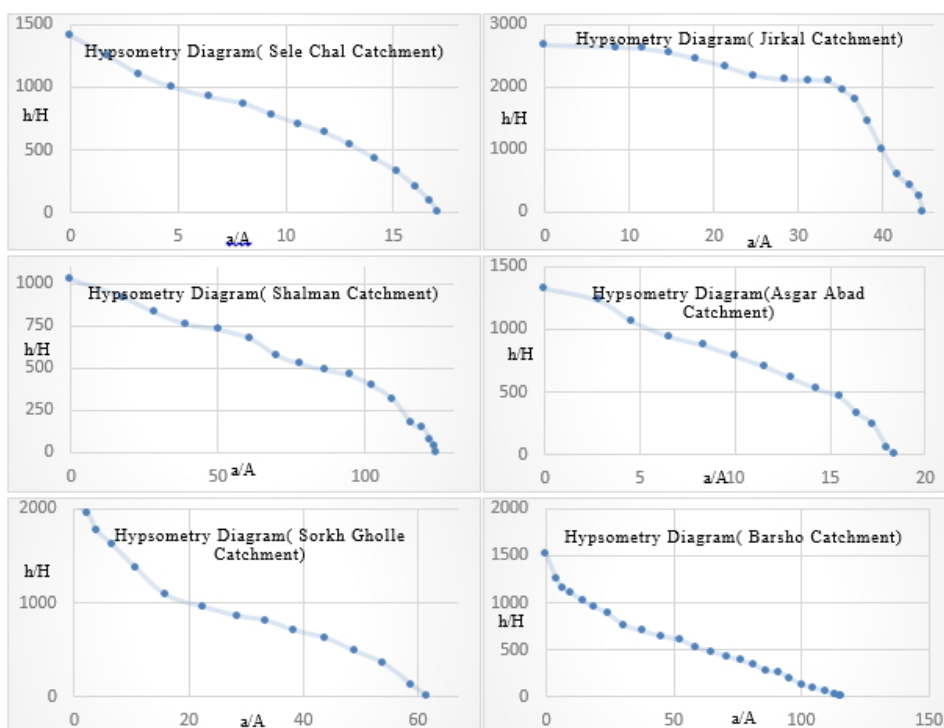 1500
Hypsometry Diagram( Sele Chal Catchment)
1000
h/H
500
0
0 5 10 15
a/A
3000
Hypsometry Diagram( Jirkal Catchment)
2000
h/H
1000
0
0 10 20 30 40
a/A
1000
Hypsometry Diagram( Shalman Catchment)
750
h/H
500
250
0
0 50 100
a/A
1500
Hypsometry Diagram(Asgar Abad
Catchment)
1000
h/H
500
0
0 5 10 15 20
a/A
2000
Hypsometry Diagram( Sorkh Gholle
Catchment)
h/H
1000
0
0 20 40 60
a/A
2000
Hypsometry Diagram( Barsho Catchment)
1500
1000
h/H
500
0
0 50 100 150
a/A